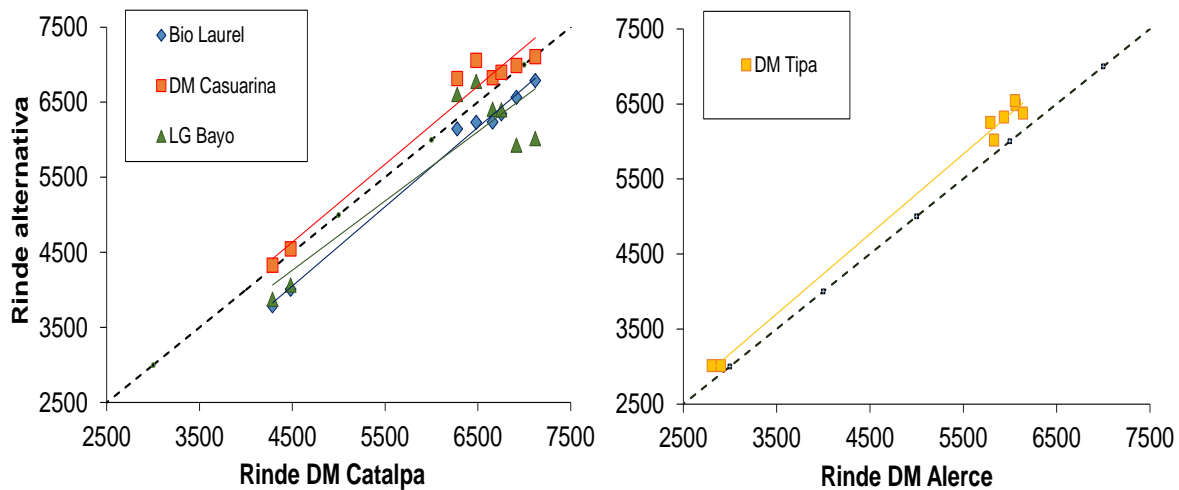 Bio Laurel
DM Casuarina
LG Bayo
7500
6500
5500
4500
3500
2500
2500 3500 4500 5500 6500 7500
Rinde alternativa
Rinde DM Catalpa
DM Tipa
7500
6500
5500
4500
3500
2500
2500 3500 4500 5500 6500 7500
Rinde DM Alerce